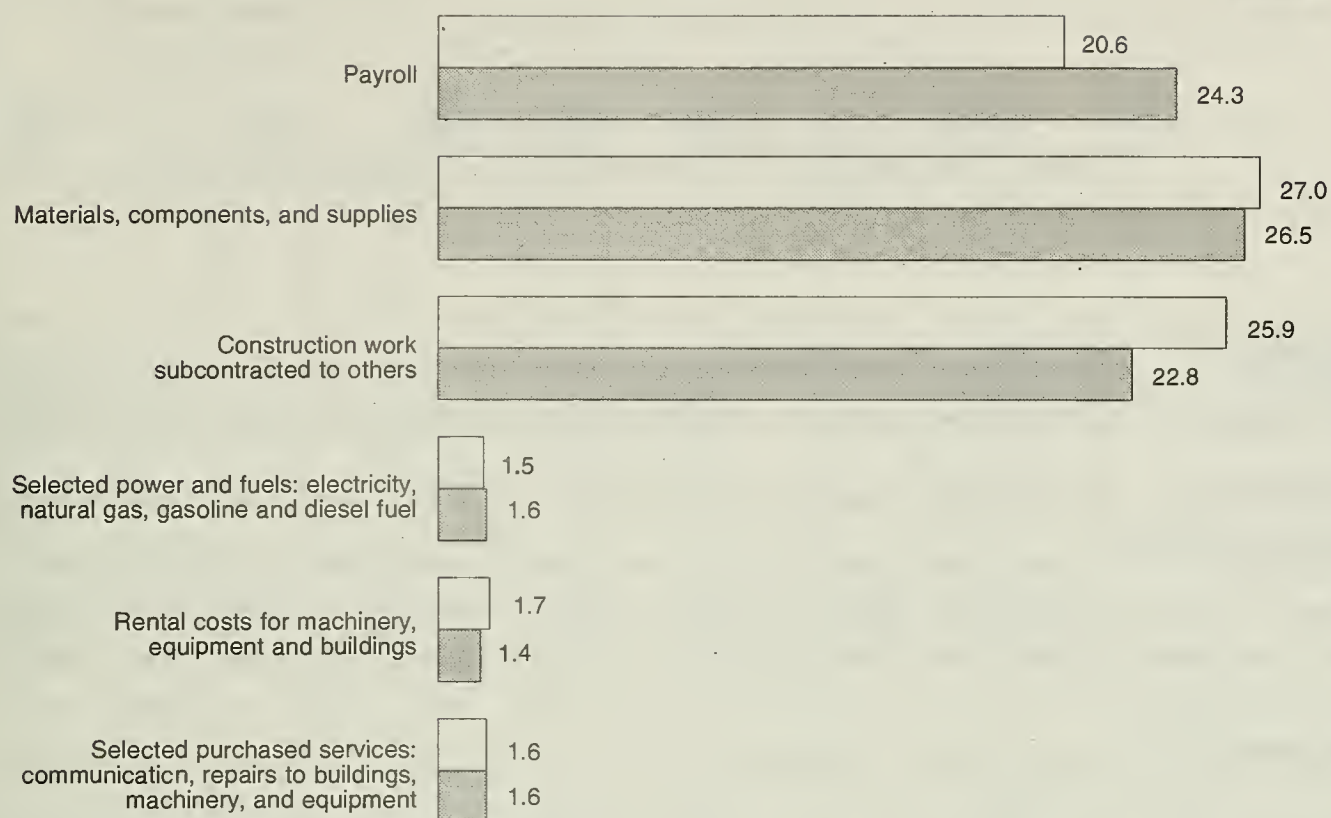 20.6
Payroll
24.3
27.0
Materials, components, and supplies
26.5
25.9
Construction work
subcontracted to others
22.8
1.5
Selected power and fuels: electricity,
natural gas, gasoline and diesel fuel
1.6
1.7
Rental costs for machinery,
equipment and buildings
1.4
1.6
Selected purchased services:
communication, repairs to buildings,
machinery, and equipment
1.6